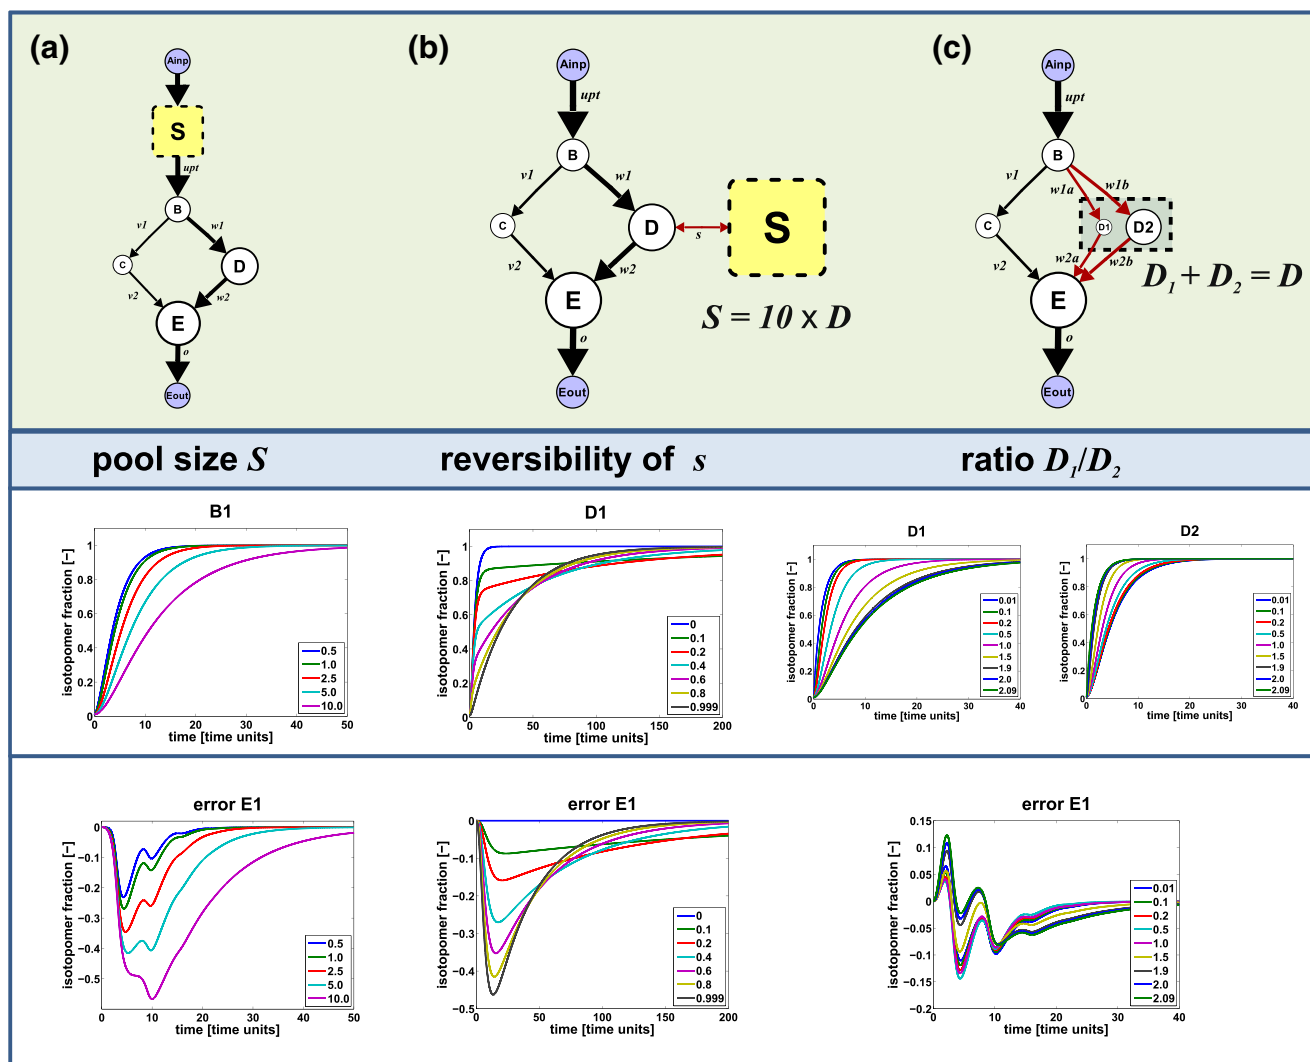 (a)
Ainp
S
upt
B
v1
w1
C
D
v2
w2
E
o
Eout
(b)
Ainp
upt
B
v1
w1
C
D
s
S
v2
w2
E
S = 10 x D
o
Eout
(c)
Ainp
upt
B
v1
w1a
w1b
C
D1
D2
v2
w2a
w2b
E
D1 + D2 = D
o
Eout
pool size S
reversibility of s
ratio D1/D2
B1
isotopomer fraction [−]
1
0.8
0.6
0.4
0.2
0
0.5
1.0
2.5
5.0
10.0
0 10 20 30 40 50
time [time units]
D1
isotopomer fraction [−]
1
0.8
0.6
0.4
0.2
0
0
0.1
0.2
0.4
0.6
0.8
0.999
0 50 100 150 200
time [time units]
D1
isotopomer fraction [−]
1
0.8
0.6
0.4
0.2
0
0.01
0.1
0.2
0.5
1.0
1.5
1.9
2.0
2.09
0 10 20 30 40
time [time units]
D2
isotopomer fraction [−]
1
0.8
0.6
0.4
0.2
0
0.01
0.1
0.2
0.5
1.0
1.5
1.9
2.0
2.09
0 10 20 30 40
time [time units]
error E1
isotopomer fraction [−]
0
−0.1
−0.2
−0.3
−0.4
−0.5
0.5
1.0
2.5
5.0
10.0
0 10 20 30 40 50
time [time units]
error E1
isotopomer fraction [−]
0
−0.1
−0.2
−0.3
−0.4
−0.5
0
0.1
0.2
0.4
0.6
0.8
0.999
0 50 100 150 200
time [time units]
error E1
isotopomer fraction [−]
0.15
0.1
0.05
0
−0.05
−0.1
−0.15
−0.2
0.01
0.1
0.2
0.5
1.0
1.5
1.9
2.0
2.09
0 10 20 30 40
time [time units]